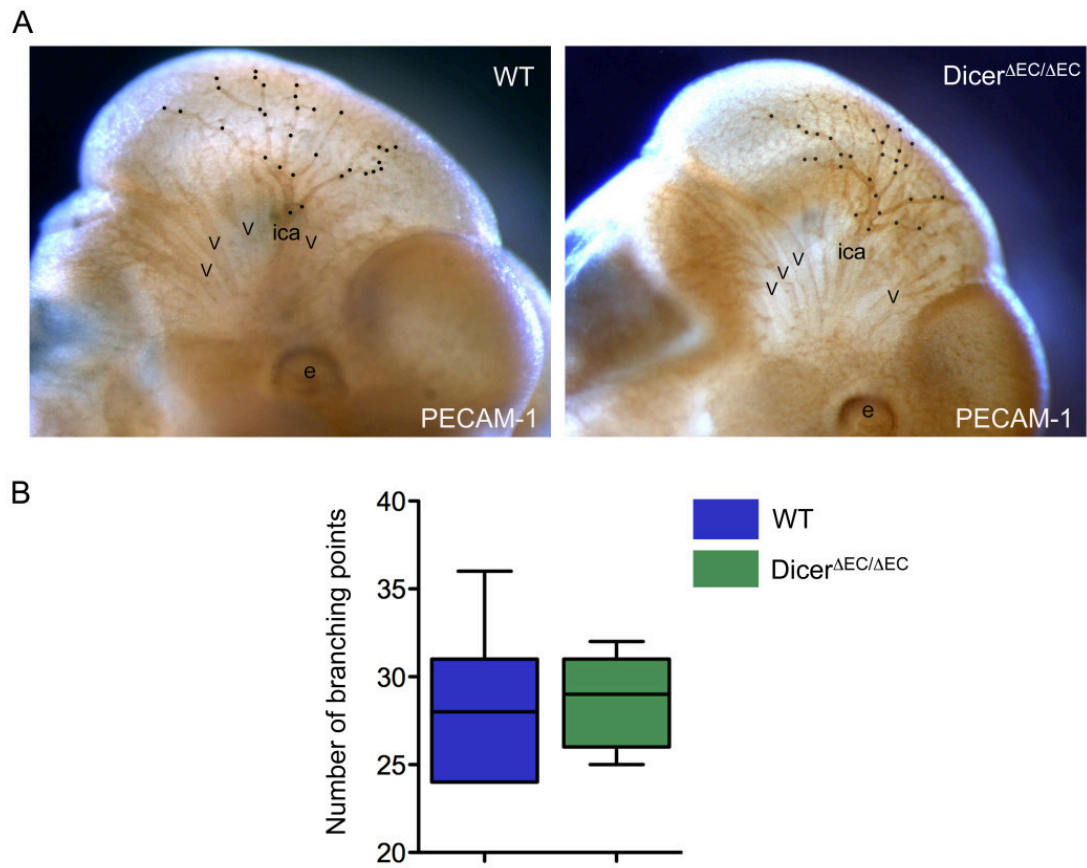 A
WT
V
V
ica
V
V
e
PECAM-1
Dicer^ΔEC/ΔEC
ica
V
V
V
V
e
PECAM-1
B
Number of branching points
40
35
30
25
20
WT
Dicer^ΔEC/ΔEC